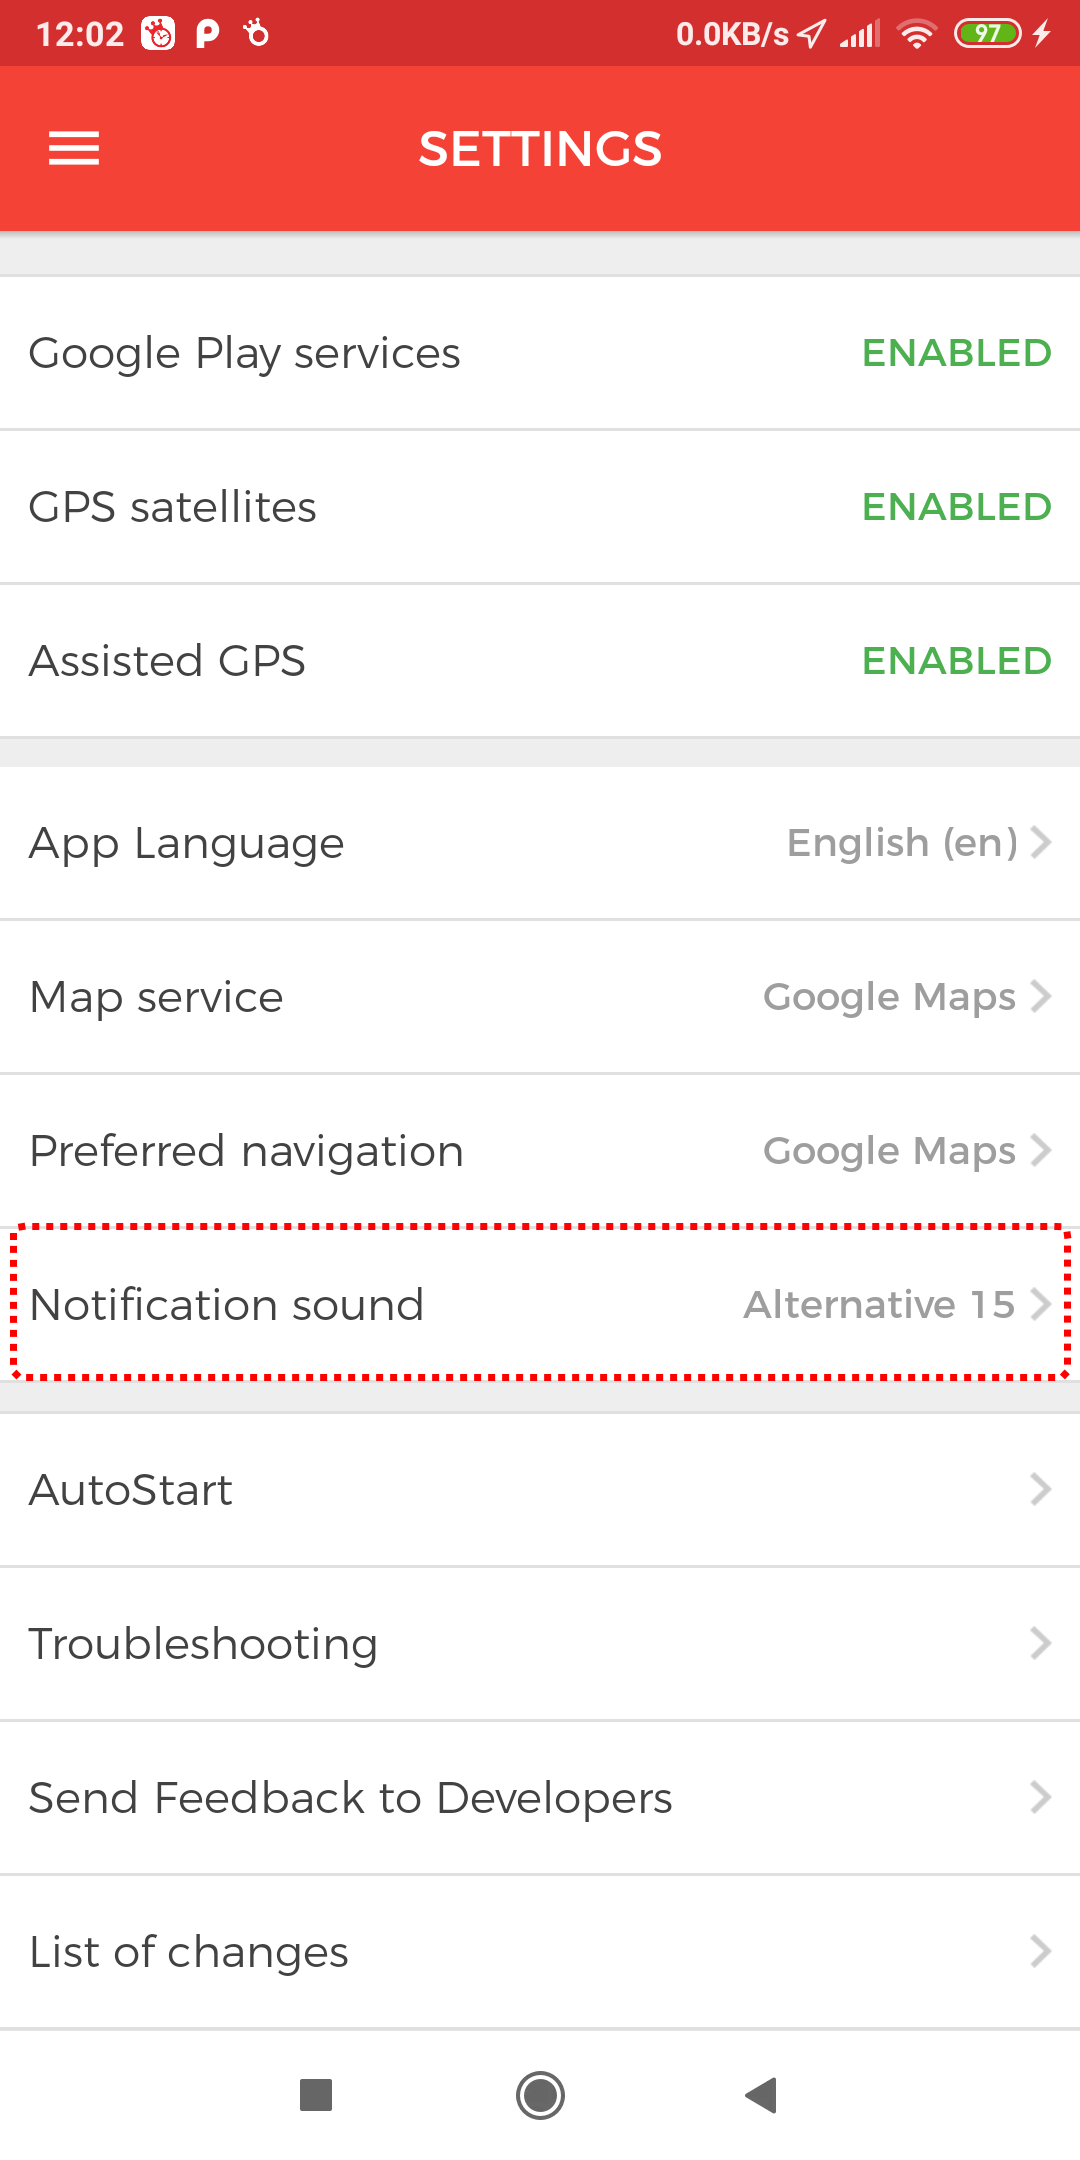 12:02 0.0KB/s 97
SETTINGS
Google Play services ENABLED
GPS satellites ENABLED
Assisted GPS ENABLED
App Language English (en)
Map service Google Maps
Preferred navigation Google Maps
Notification sound Alternative 15
AutoStart
Troubleshooting
Send Feedback to Developers
List of changes